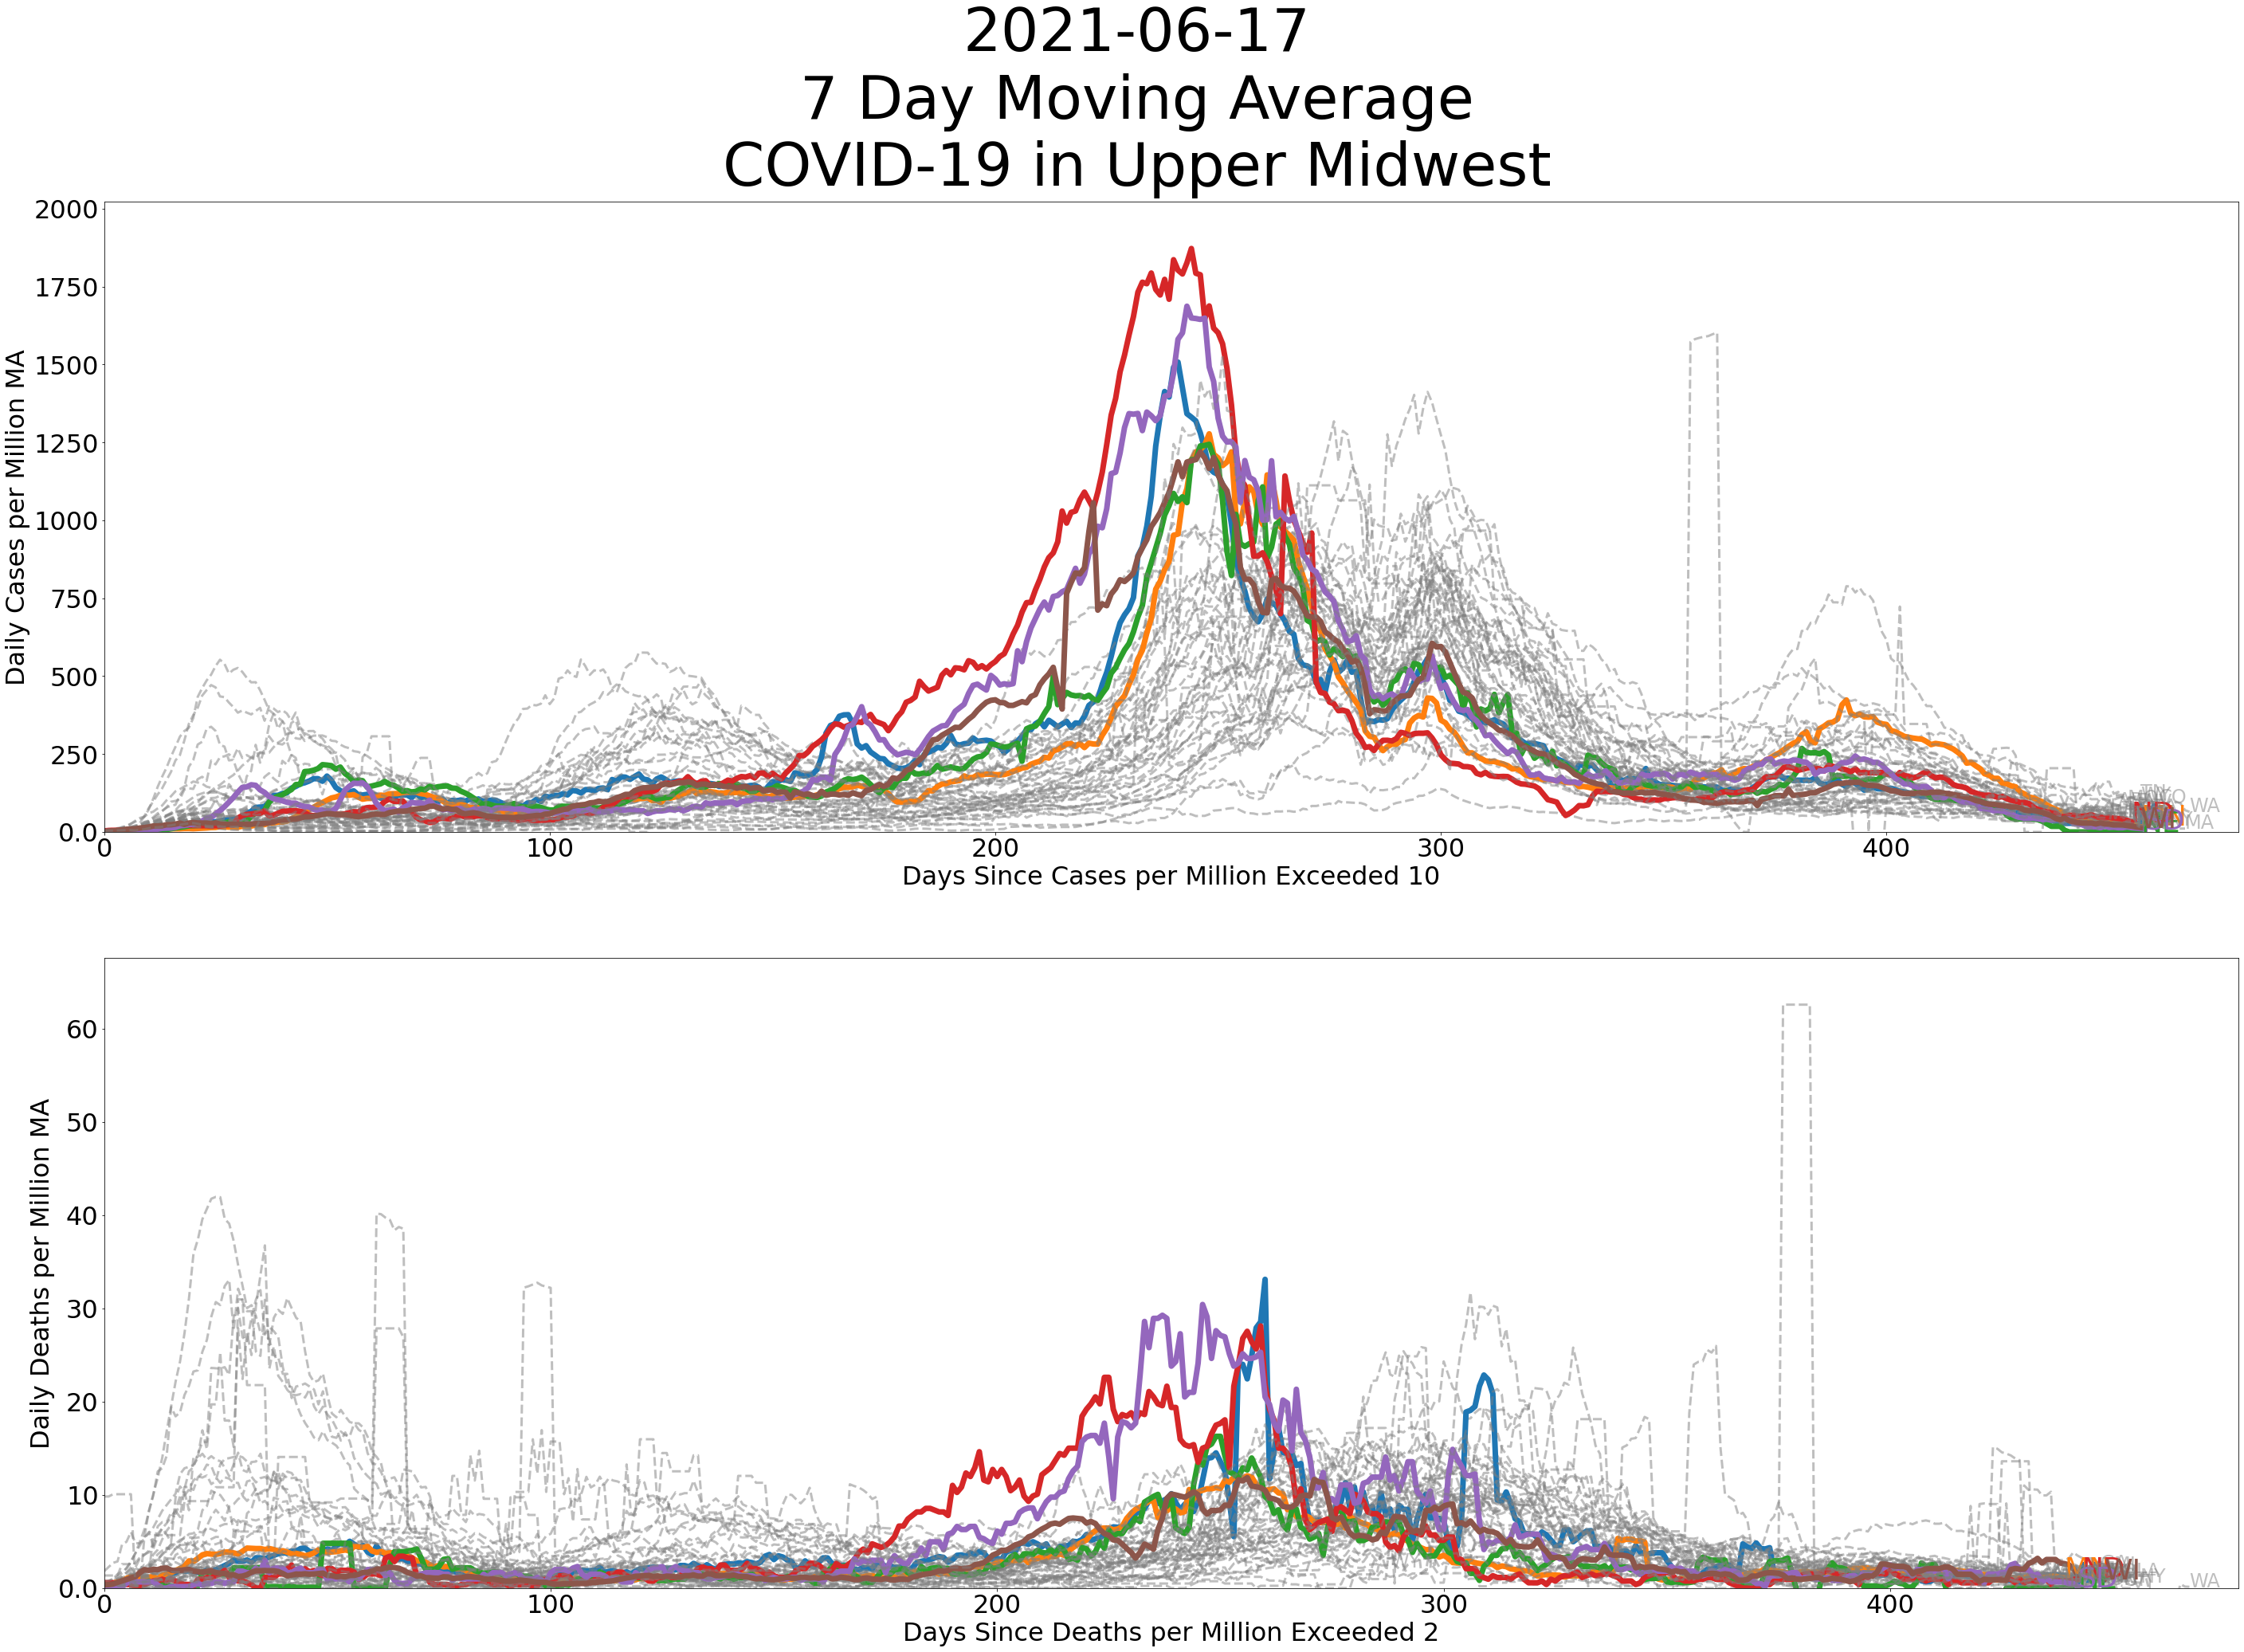 2021-06-17
7 Day Moving Average
COVID-19 in Upper Midwest
Daily Cases per Million MA
2000
1750
1500
1250
1000
750
500
250
0.0
0
100
200
300
400
WA
MA
Days Since Cases per Million Exceeded 10
Daily Deaths per Million MA
60
50
40
30
20
10
0.0
0
100
200
300
400
WI
WA
Days Since Deaths per Million Exceeded 2